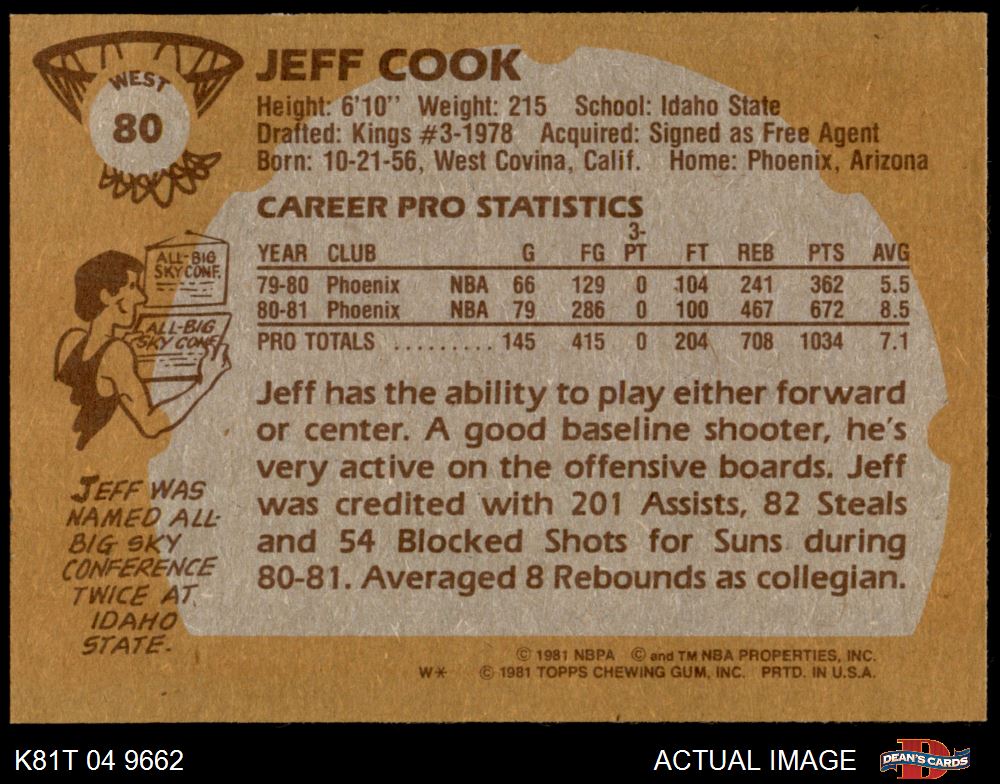 WEST
80
JEFF COOK
Height: 6'10'' Weight: 215 School: Idaho State
Drafted: Kings #3-1978 Acquired: Signed as Free Agent
Born: 10-21-56, West Covina, Calif. Home: Phoenix, Arizona
CAREER PRO STATISTICS
YEAR CLUB G FG 3-PT FT REB PTS AVG
79-80 Phoenix NBA 66 129 0 104 241 362 5.5
80-81 Phoenix NBA 79 286 0 100 467 672 8.5
PRO TOTALS ......... 145 415 0 204 708 1034 7.1
ALL-BIG
SKY CONF.
ALL-BIG
SKY CONF.
Jeff has the ability to play either forward
or center. A good baseline shooter, he's
very active on the offensive boards. Jeff
was credited with 201 Assists, 82 Steals
and 54 Blocked Shots for Suns during
80-81. Averaged 8 Rebounds as collegian.
JEFF WAS
NAMED ALL-
BIG SKY
CONFERENCE
TWICE AT
IDAHO
STATE.
© 1981 NBPA © and TM NBA PROPERTIES, INC.
W* © 1981 TOPPS CHEWING GUM, INC. PRTD. IN U.S.A.
K81T 04 9662
ACTUAL IMAGE
D
DEAN'S CARDS